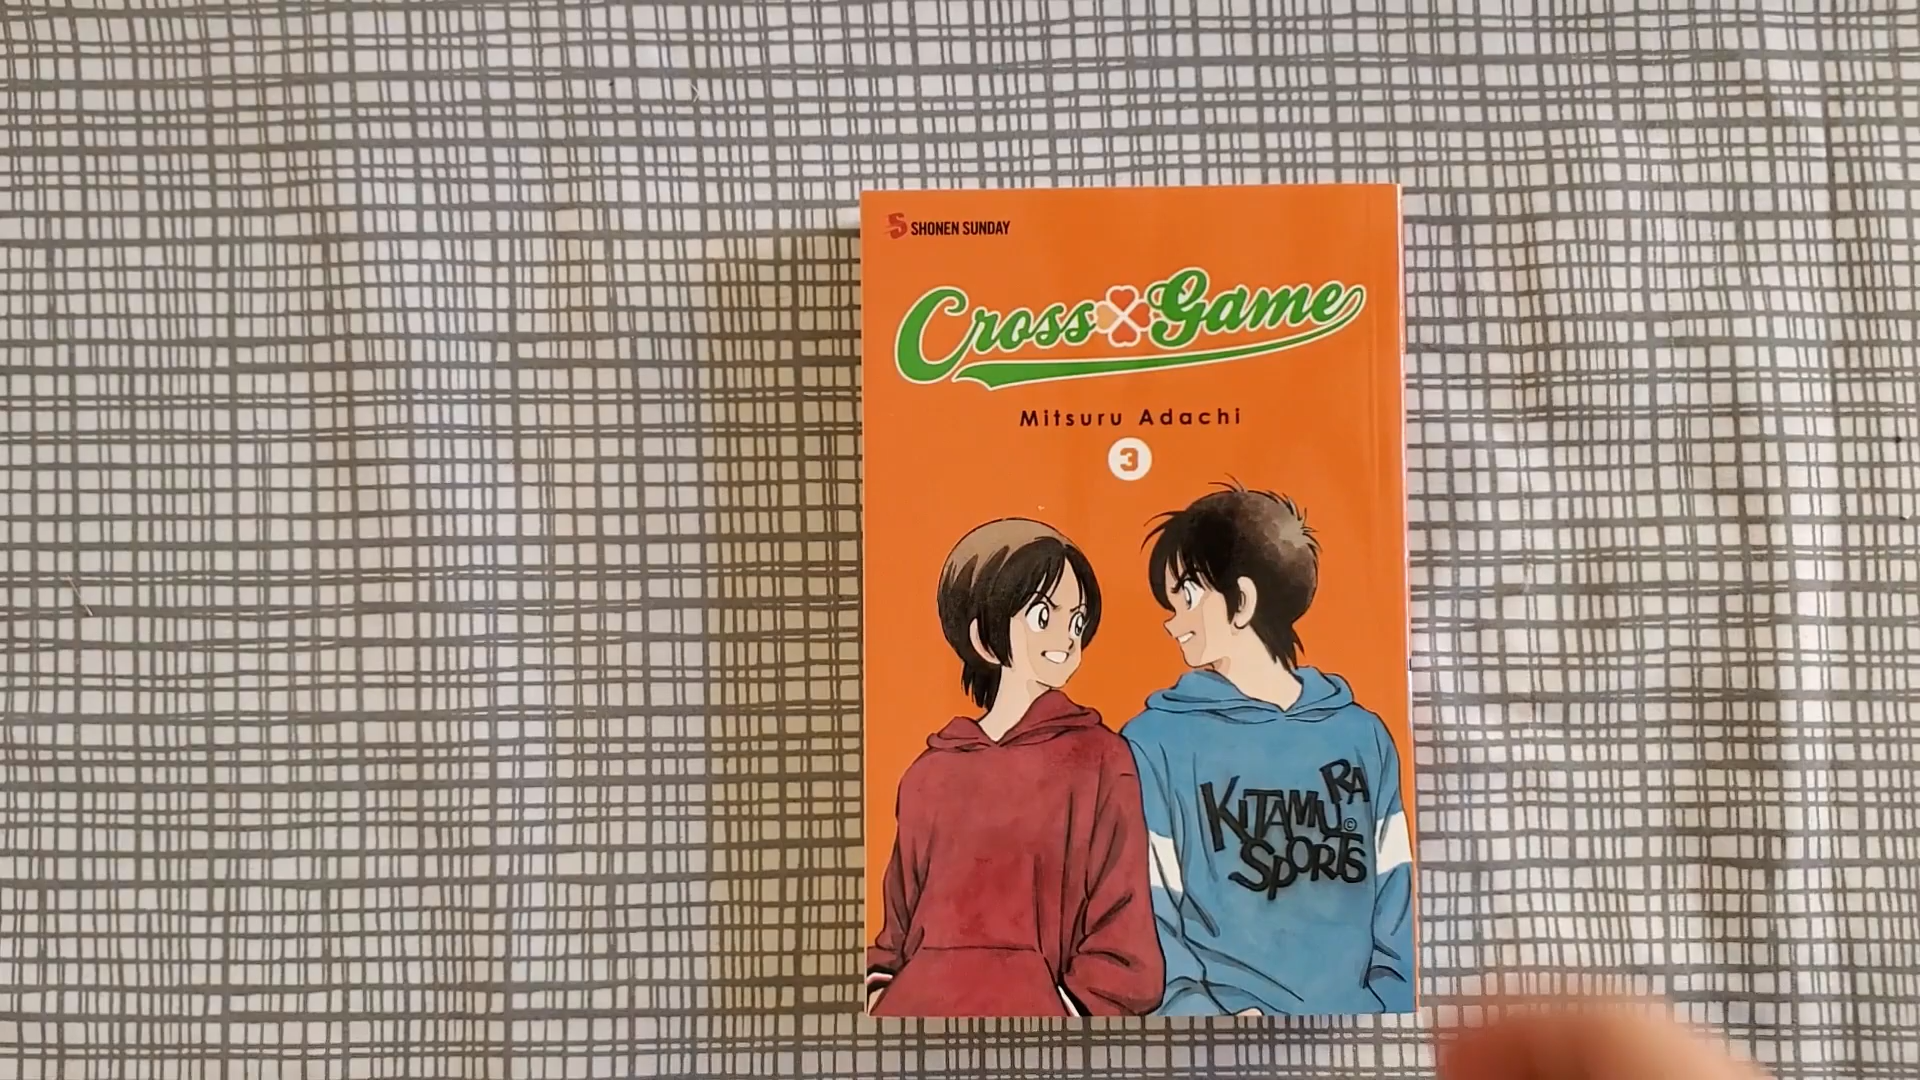 S SHONEN SUNDAY
Cross Game
Mitsuru Adachi
3
KITAMURA©
SPORTS